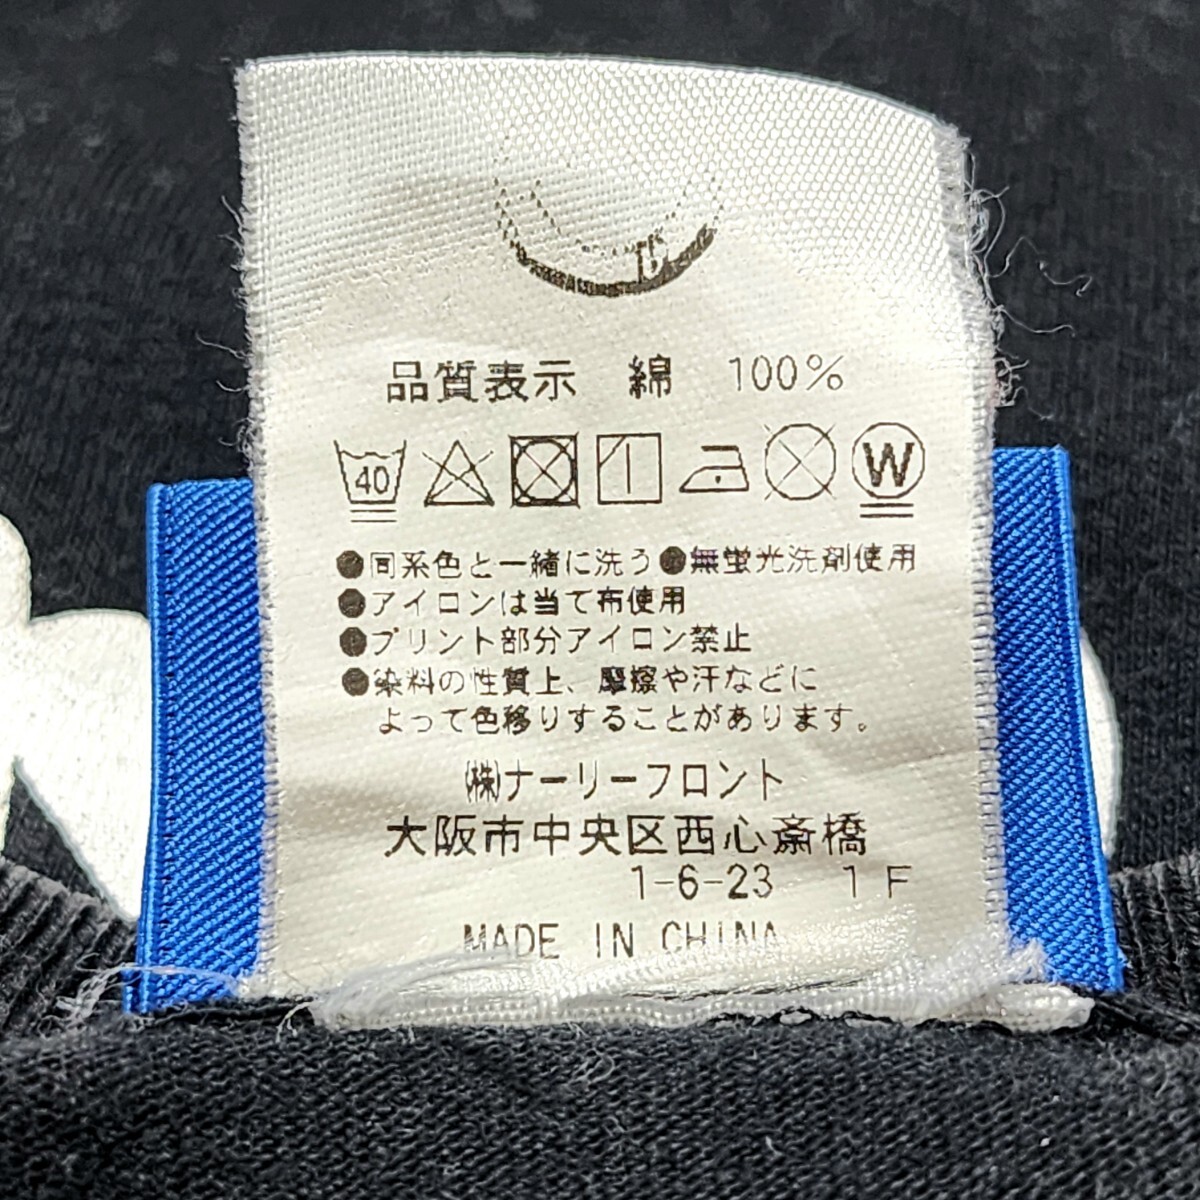 品質表示 綿 100%
40 W
●同系色と一緒に洗う●無蛍光洗剤使用
●アイロンは当て布使用
●プリント部分アイロン禁止
●染料の性質上、摩擦や汗などに
よって色移りすることがあります。
(株)ナーリーフロント
大阪市中央区西心斎橋
1-6-23 1F
MADE IN CHINA